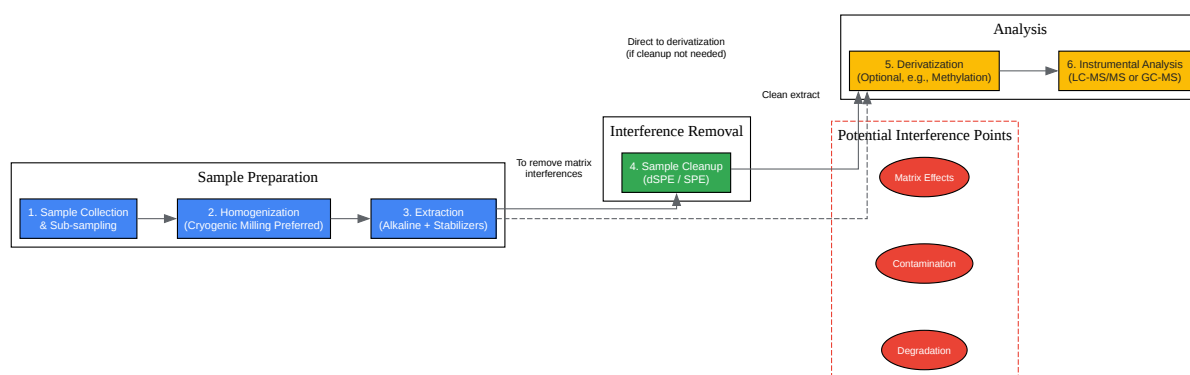 Sample Preparation
1. Sample Collection
& Sub-sampling
2. Homogenization
(Cryogenic Milling Preferred)
3. Extraction
(Alkaline + Stabilizers)
To remove matrix
interferences
Interference Removal
4. Sample Cleanup
(dSPE / SPE)
Direct to derivatization
(if cleanup not needed)
Clean extract
Analysis
5. Derivatization
(Optional, e.g., Methylation)
6. Instrumental Analysis
(LC-MS/MS or GC-MS)
Potential Interference Points
Matrix Effects
Contamination
Degradation